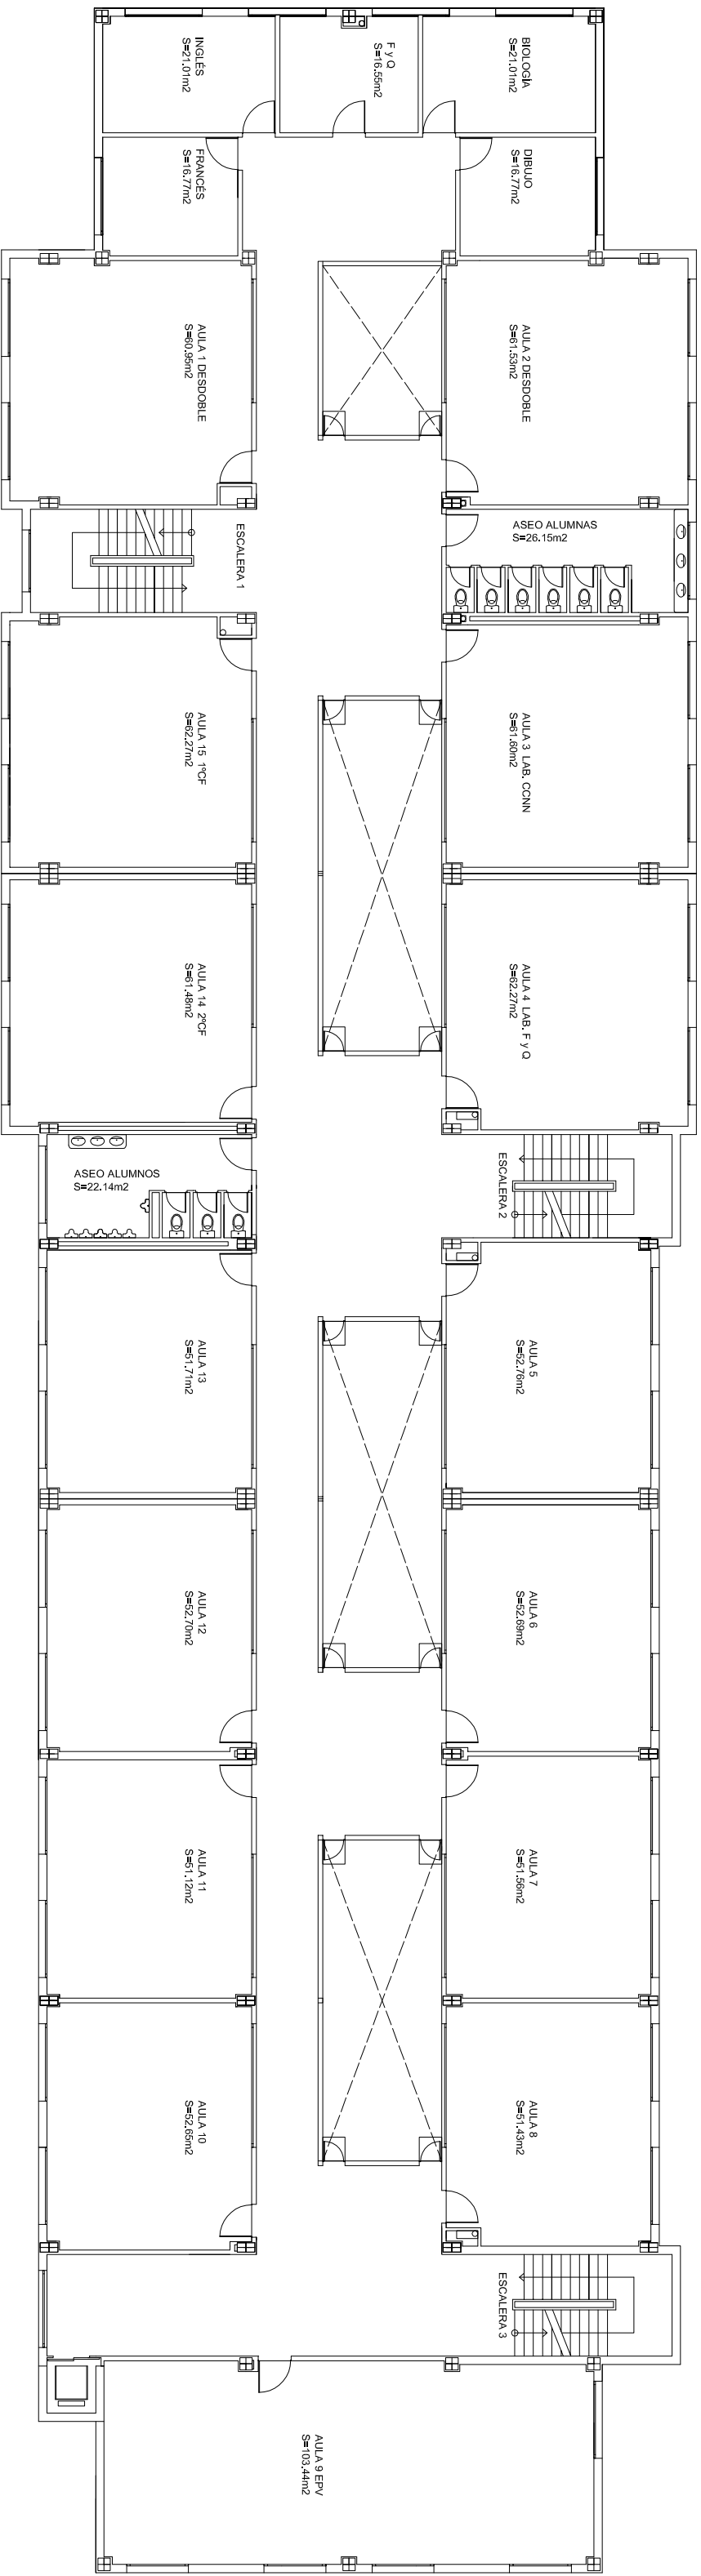 INGLÉS
S=21.01m2
F y Q
S=16.55m2
BIOLOGÍA
S=21.01m2
FRANCÉS
S=16.77m2
DIBUJO
S=16.77m2
AULA 1 DESDOBLE
S=60.95m2
AULA 2 DESDOBLE
S=61.53m2
ESCALERA 1
ASEO ALUMNAS
S=26.15m2
AULA 15 1ºCF
S=62.27m2
AULA 3 LAB. CCNN
S=61.60m2
AULA 14 2ºCF
S=61.48m2
AULA 4 LAB. F y Q
S=62.27m2
ASEO ALUMNOS
S=22.14m2
ESCALERA 2
AULA 13
S=51.71m2
AULA 5
S=52.76m2
AULA 12
S=52.70m2
AULA 6
S=52.69m2
AULA 11
S=51.12m2
AULA 7
S=51.56m2
AULA 10
S=52.65m2
AULA 8
S=51.43m2
ESCALERA 3
AULA 9 EPV
S=103.44m2